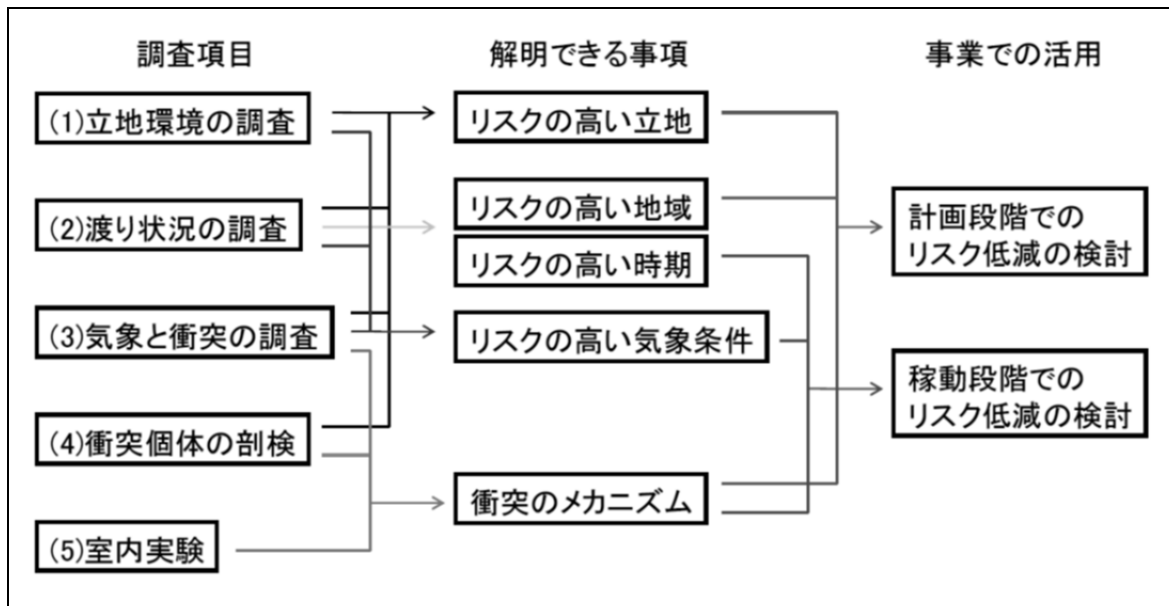 調査項目
(1)立地環境の調査
(2)渡り状況の調査
(3)気象と衝突の調査
(4)衝突個体の剖検
(5)室内実験
解明できる事項
リスクの高い立地
リスクの高い地域
リスクの高い時期
リスクの高い気象条件
衝突のメカニズム
事業での活用
計画段階での
リスク低減の検討
稼動段階での
リスク低減の検討